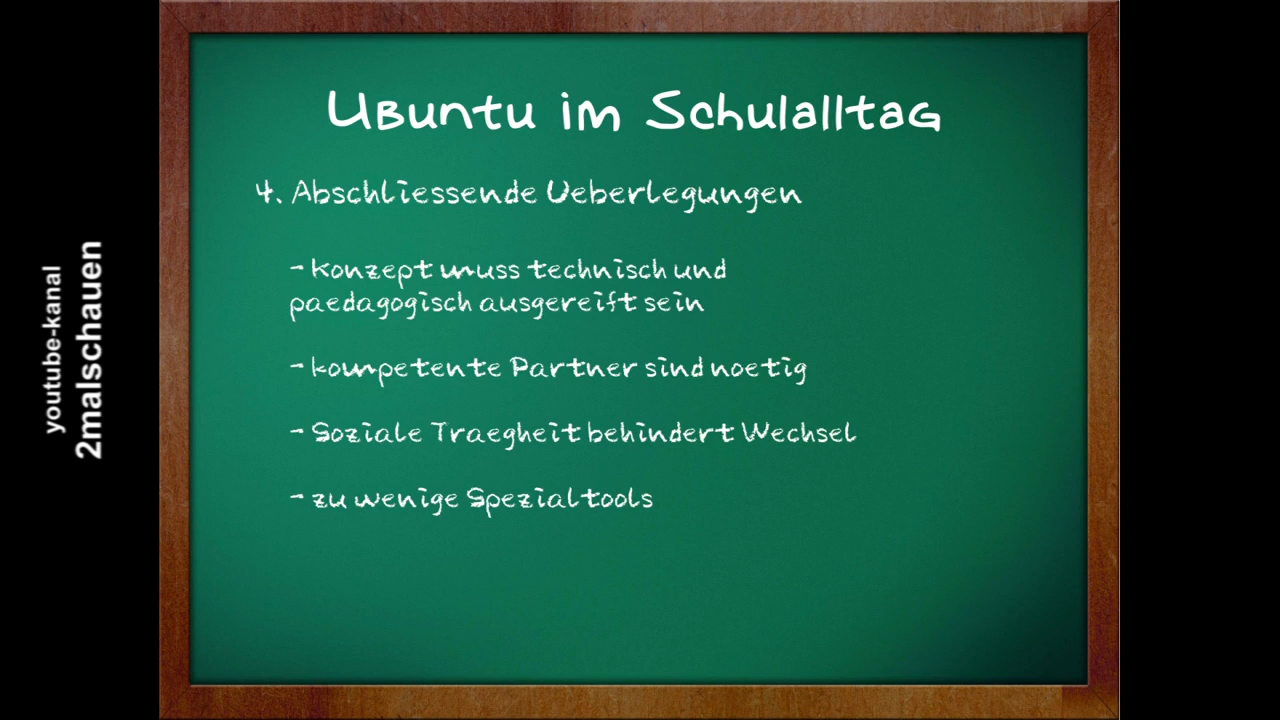 Ubuntu im Schulalltag
4. Abschliessende Ueberlegungen
- Konzept muss technisch und
paedagogisch ausgereift sein
- kompetente Partner sind noetig
- Soziale Traegheit behindert Wechsel
- zu wenige Spezialtools
youtube-kanal
2malschauen